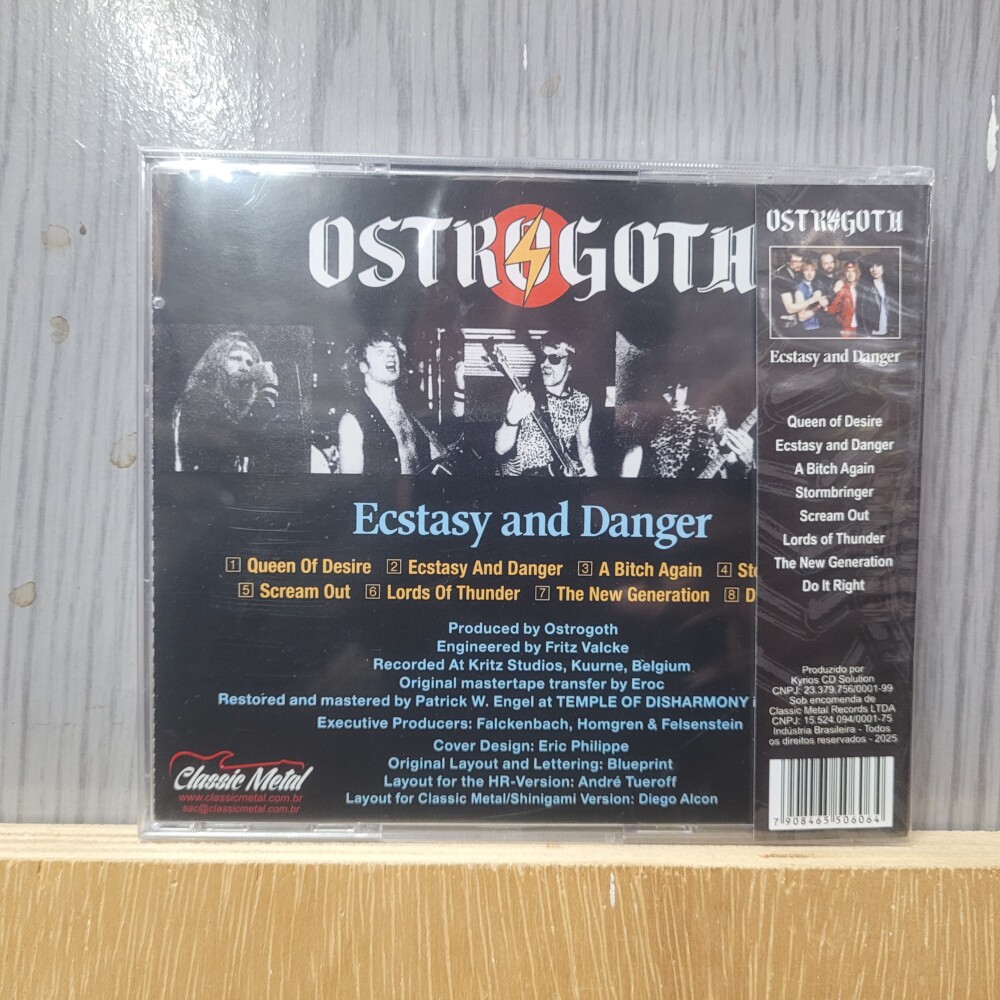 OSTROGOTH
Ecstasy and Danger
1 Queen Of Desire 2 Ecstasy And Danger 3 A Bitch Again 4 Sto
5 Scream Out 6 Lords Of Thunder 7 The New Generation 8 D
Produced by Ostrogoth
Engineered by Fritz Valcke
Recorded At Kritz Studios, Kuurne, Belgium
Original mastertape transfer by Eroc
Restored and mastered by Patrick W. Engel at TEMPLE OF DISHARMONY i
Executive Producers: Falckenbach, Homgren & Felsenstein
Cover Design: Eric Philippe
Original Layout and Lettering: Blueprint
Layout for the HR-Version: André Tueroff
Layout for Classic Metal/Shinigami Version: Diego Alcon
Classic Metal
www.classicmetal.com.br
sac@classicmetal.com.br
OSTROGOTH
Ecstasy and Danger
Queen of Desire
Ecstasy and Danger
A Bitch Again
Stormbringer
Scream Out
Lords of Thunder
The New Generation
Do It Right
Produzido por
Kyrios CD Solution
CNPJ: 23.379.756/0001-99
Sob encomenda de
Classic Metal Records LTDA
CNPJ: 15.524.094/0001-75
Indústria Brasileira - Todos
os direitos reservados - 2025
7 908465 506064